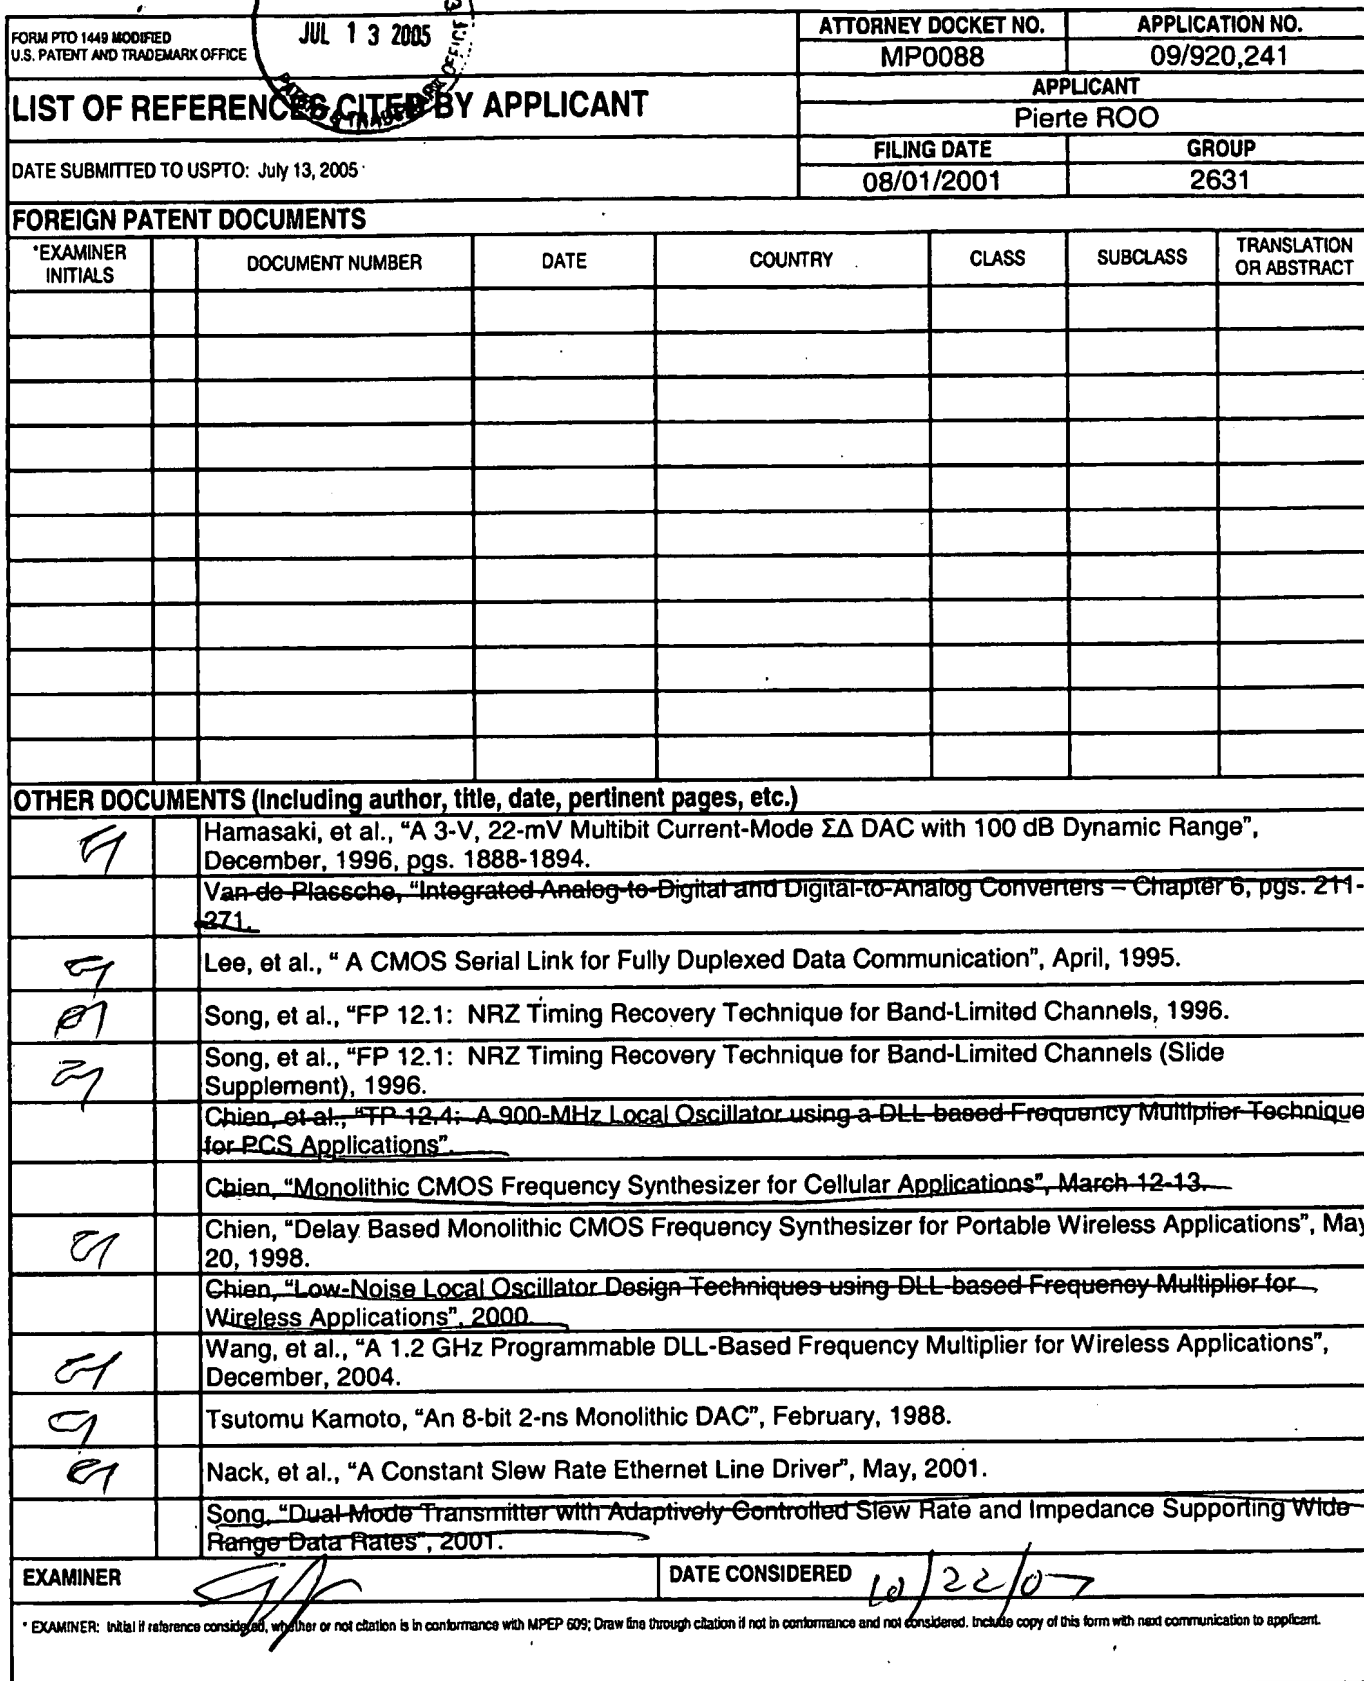 FORM PTO 1449 MODIFIED
U.S. PATENT AND TRADEMARK OFFICE
JUL 13 2005
ATTORNEY DOCKET NO.
APPLICATION NO.
MP0088
09/920,241
LIST OF REFERENCES CITED BY APPLICANT
APPLICANT
Pierte ROO
DATE SUBMITTED TO USPTO: July 13, 2005
FILING DATE
GROUP
08/01/2001
2631
FOREIGN PATENT DOCUMENTS
*EXAMINER
INITIALS
DOCUMENT NUMBER
DATE
COUNTRY
CLASS
SUBCLASS
TRANSLATION
OR ABSTRACT
OTHER DOCUMENTS (Including author, title, date, pertinent pages, etc.)
Hamasaki, et al., “A 3-V, 22-mV Multibit Current-Mode ΣΔ DAC with 100 dB Dynamic Range”,
December, 1996, pgs. 1888-1894.
Van de Plassche, “Integrated Analog-to-Digital and Digital-to-Analog Converters – Chapter 6, pgs. 211-
271.
Lee, et al., “ A CMOS Serial Link for Fully Duplexed Data Communication”, April, 1995.
Song, et al., “FP 12.1: NRZ Timing Recovery Technique for Band-Limited Channels, 1996.
Song, et al., “FP 12.1: NRZ Timing Recovery Technique for Band-Limited Channels (Slide
Supplement), 1996.
Chien, et al., “TP 12.4: A 900-MHz Local Oscillator using a DLL-based Frequency Multiplier Technique
for PCS Applications”.
Chien, “Monolithic CMOS Frequency Synthesizer for Cellular Applications”, March 12-13.
Chien, “Delay Based Monolithic CMOS Frequency Synthesizer for Portable Wireless Applications”, May
20, 1998.
Chien, “Low-Noise Local Oscillator Design Techniques using DLL-based Frequency Multiplier for
Wireless Applications”, 2000.
Wang, et al., “A 1.2 GHz Programmable DLL-Based Frequency Multiplier for Wireless Applications”,
December, 2004.
Tsutomu Kamoto, “An 8-bit 2-ns Monolithic DAC”, February, 1988.
Nack, et al., “A Constant Slew Rate Ethernet Line Driver”, May, 2001.
Song, “Dual Mode Transmitter with Adaptively Controlled Slew Rate and Impedance Supporting Wide
Range Data Rates”, 2001.
EXAMINER
DATE CONSIDERED 10/22/07
* EXAMINER: Initial if reference considered, whether or not citation is in conformance with MPEP 609; Draw line through citation if not in conformance and not considered. Include copy of this form with next communication to applicant.